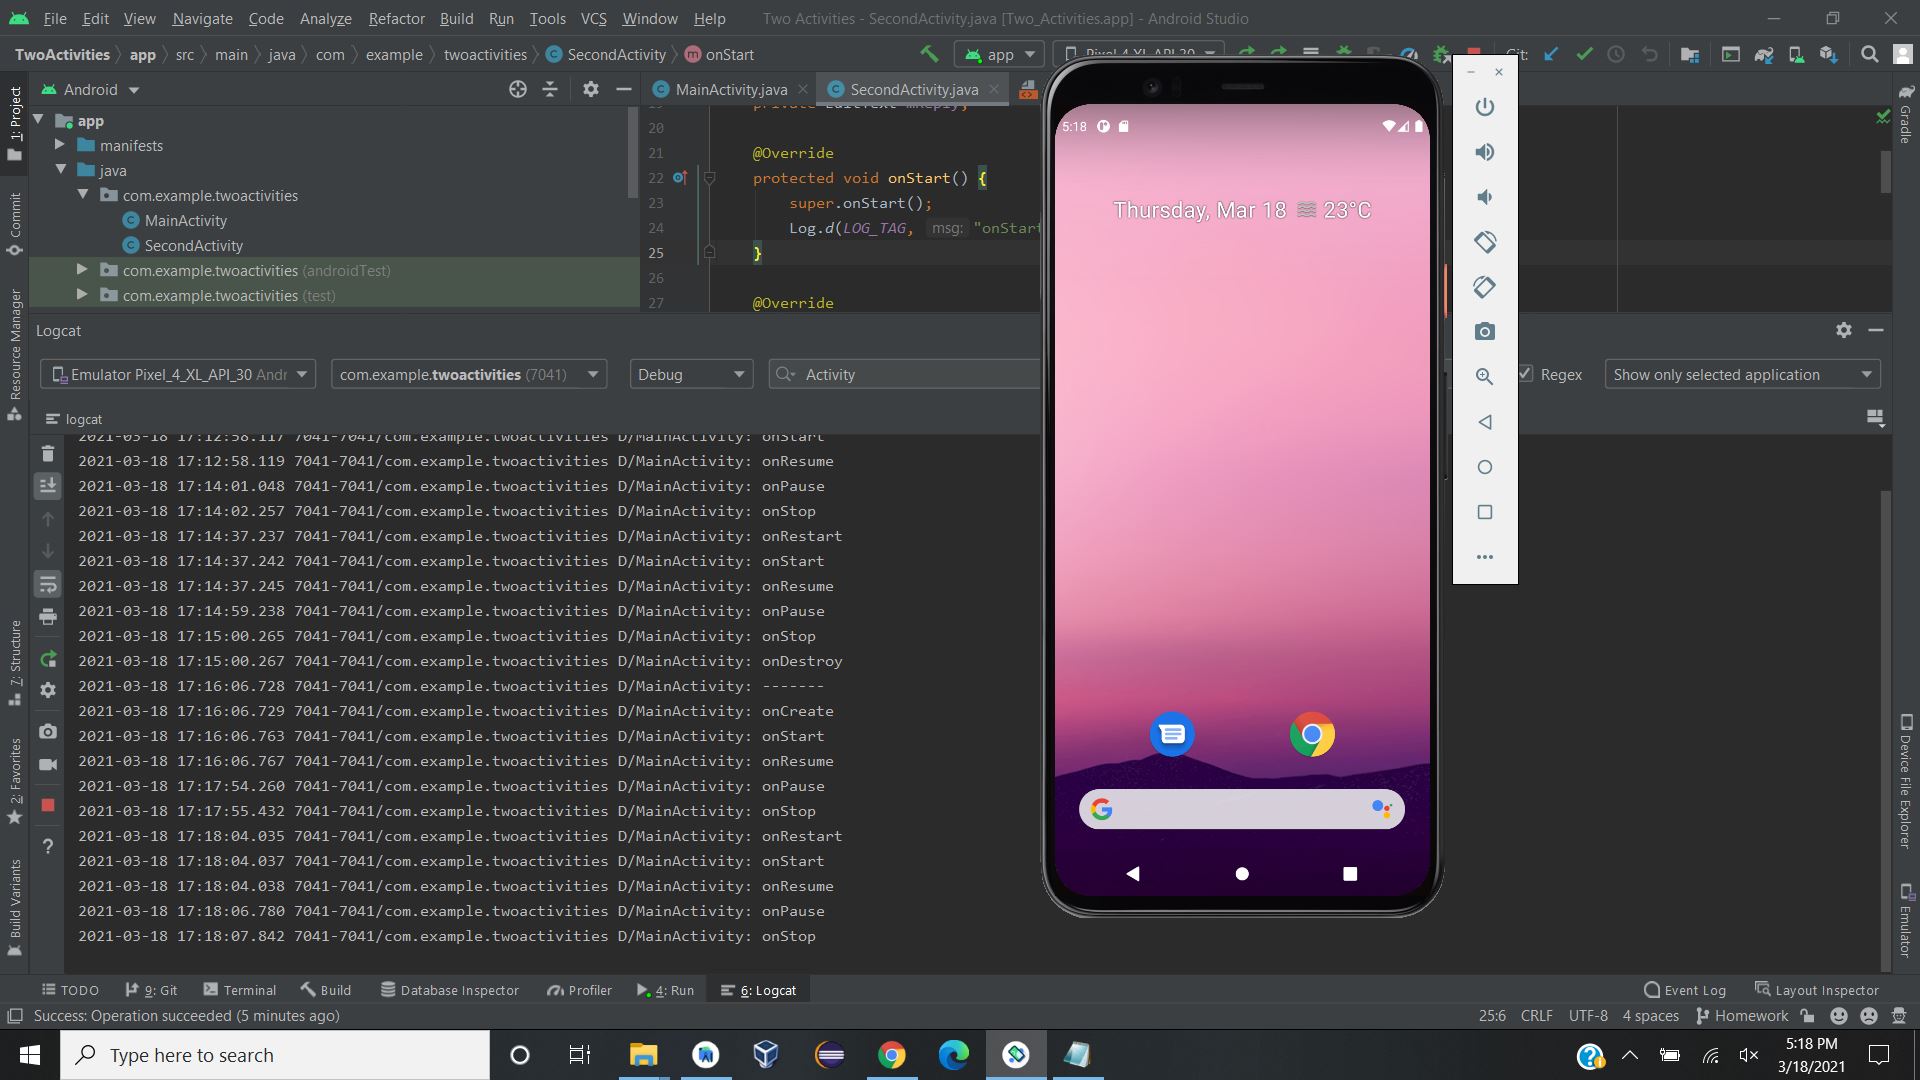 File Edit View Navigate Code Analyze Refactor Build Run Tools VCS Window Help Two Activities - SecondActivity.java [Two_Activities.app] - Android Studio
TwoActivities app src main java com example twoactivities SecondActivity onStart app Pixel 4 XL API 30 Git:
Android MainActivity.java SecondActivity.java
app
manifests
java
com.example.twoactivities
MainActivity
SecondActivity
com.example.twoactivities (androidTest)
com.example.twoactivities (test)
private EditText mReply;
20
21 @Override
22 protected void onStart() {
23 super.onStart();
24 Log.d(LOG_TAG, msg: "onStart
25 }
26
27 @Override
Logcat
Emulator Pixel_4_XL_API_30 Andr com.example.twoactivities (7041) Debug Activity Regex Show only selected application
logcat
2021-03-18 17:12:58.117 7041-7041/com.example.twoactivities D/MainActivity: onStart
2021-03-18 17:12:58.119 7041-7041/com.example.twoactivities D/MainActivity: onResume
2021-03-18 17:14:01.048 7041-7041/com.example.twoactivities D/MainActivity: onPause
2021-03-18 17:14:02.257 7041-7041/com.example.twoactivities D/MainActivity: onStop
2021-03-18 17:14:37.237 7041-7041/com.example.twoactivities D/MainActivity: onRestart
2021-03-18 17:14:37.242 7041-7041/com.example.twoactivities D/MainActivity: onStart
2021-03-18 17:14:37.245 7041-7041/com.example.twoactivities D/MainActivity: onResume
2021-03-18 17:14:59.238 7041-7041/com.example.twoactivities D/MainActivity: onPause
2021-03-18 17:15:00.265 7041-7041/com.example.twoactivities D/MainActivity: onStop
2021-03-18 17:15:00.267 7041-7041/com.example.twoactivities D/MainActivity: onDestroy
2021-03-18 17:16:06.728 7041-7041/com.example.twoactivities D/MainActivity: -------
2021-03-18 17:16:06.729 7041-7041/com.example.twoactivities D/MainActivity: onCreate
2021-03-18 17:16:06.763 7041-7041/com.example.twoactivities D/MainActivity: onStart
2021-03-18 17:16:06.767 7041-7041/com.example.twoactivities D/MainActivity: onResume
2021-03-18 17:17:54.260 7041-7041/com.example.twoactivities D/MainActivity: onPause
2021-03-18 17:17:55.432 7041-7041/com.example.twoactivities D/MainActivity: onStop
2021-03-18 17:18:04.035 7041-7041/com.example.twoactivities D/MainActivity: onRestart
2021-03-18 17:18:04.037 7041-7041/com.example.twoactivities D/MainActivity: onStart
2021-03-18 17:18:04.038 7041-7041/com.example.twoactivities D/MainActivity: onResume
2021-03-18 17:18:06.780 7041-7041/com.example.twoactivities D/MainActivity: onPause
2021-03-18 17:18:07.842 7041-7041/com.example.twoactivities D/MainActivity: onStop
5:18
Thursday, Mar 18 23°C
1: Project
Commit
Resource Manager
7: Structure
2: Favorites
Build Variants
Gradle
Device File Explorer
Emulator
TODO 9: Git Terminal Build Database Inspector Profiler 4: Run 6: Logcat Event Log Layout Inspector
Success: Operation succeeded (5 minutes ago) 25:6 CRLF UTF-8 4 spaces Homework
Type here to search
5:18 PM
3/18/2021